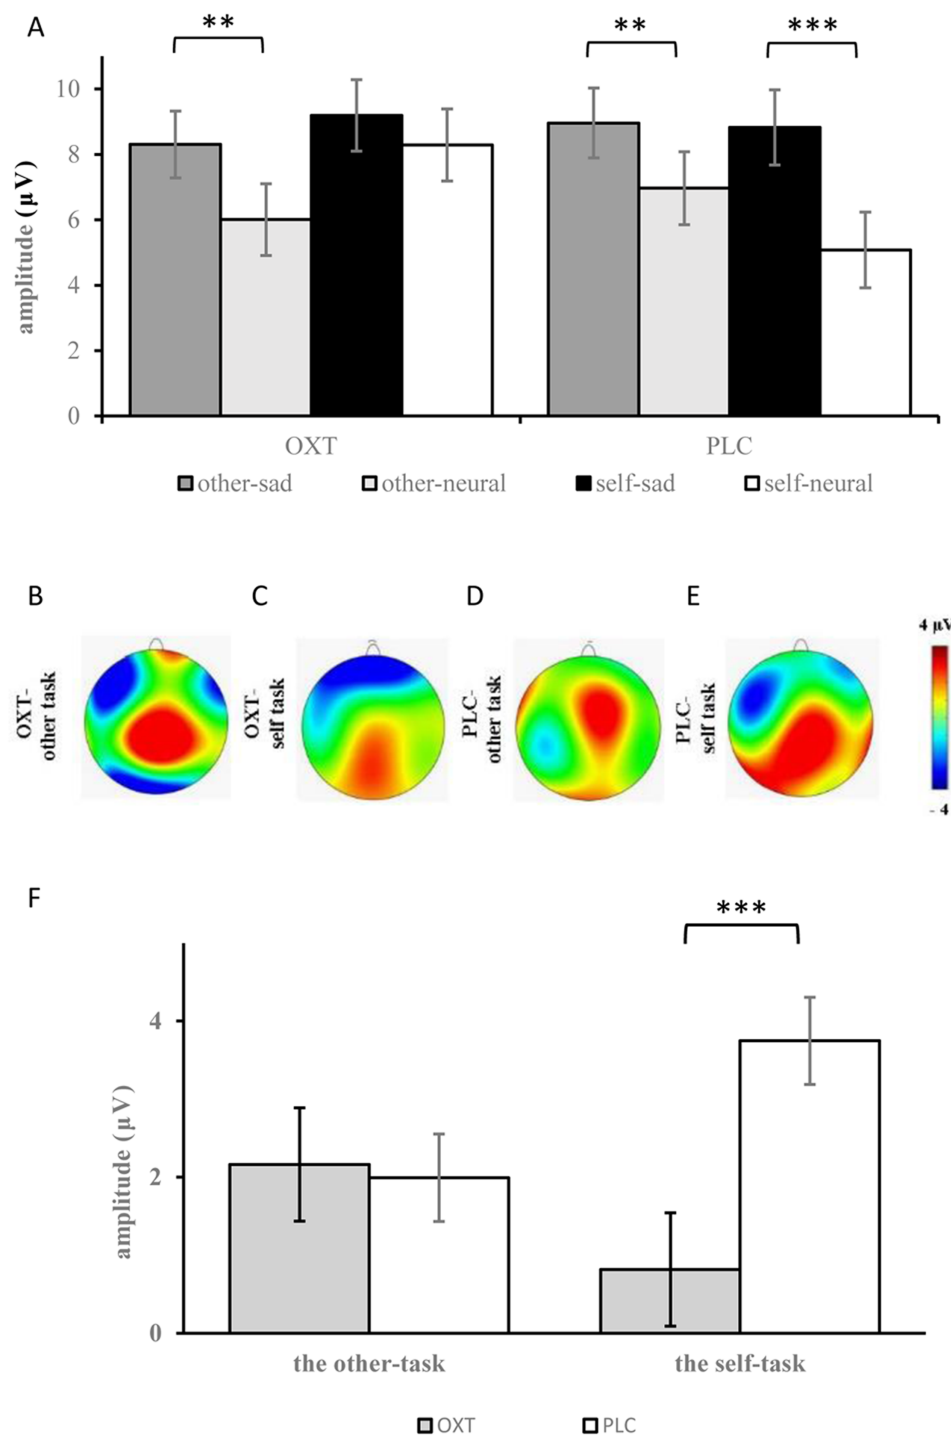 A
** ** ***
10
8
6
4
2
0
amplitude (μV)
OXT PLC
other-sad other-neural self-sad self-neural
B C D E
OXT-
other task
OXT-
self task
PLC-
other task
PLC-
self task
4 μV
- 4
F
***
4
2
0
amplitude (μV)
the other-task the self-task
OXT PLC